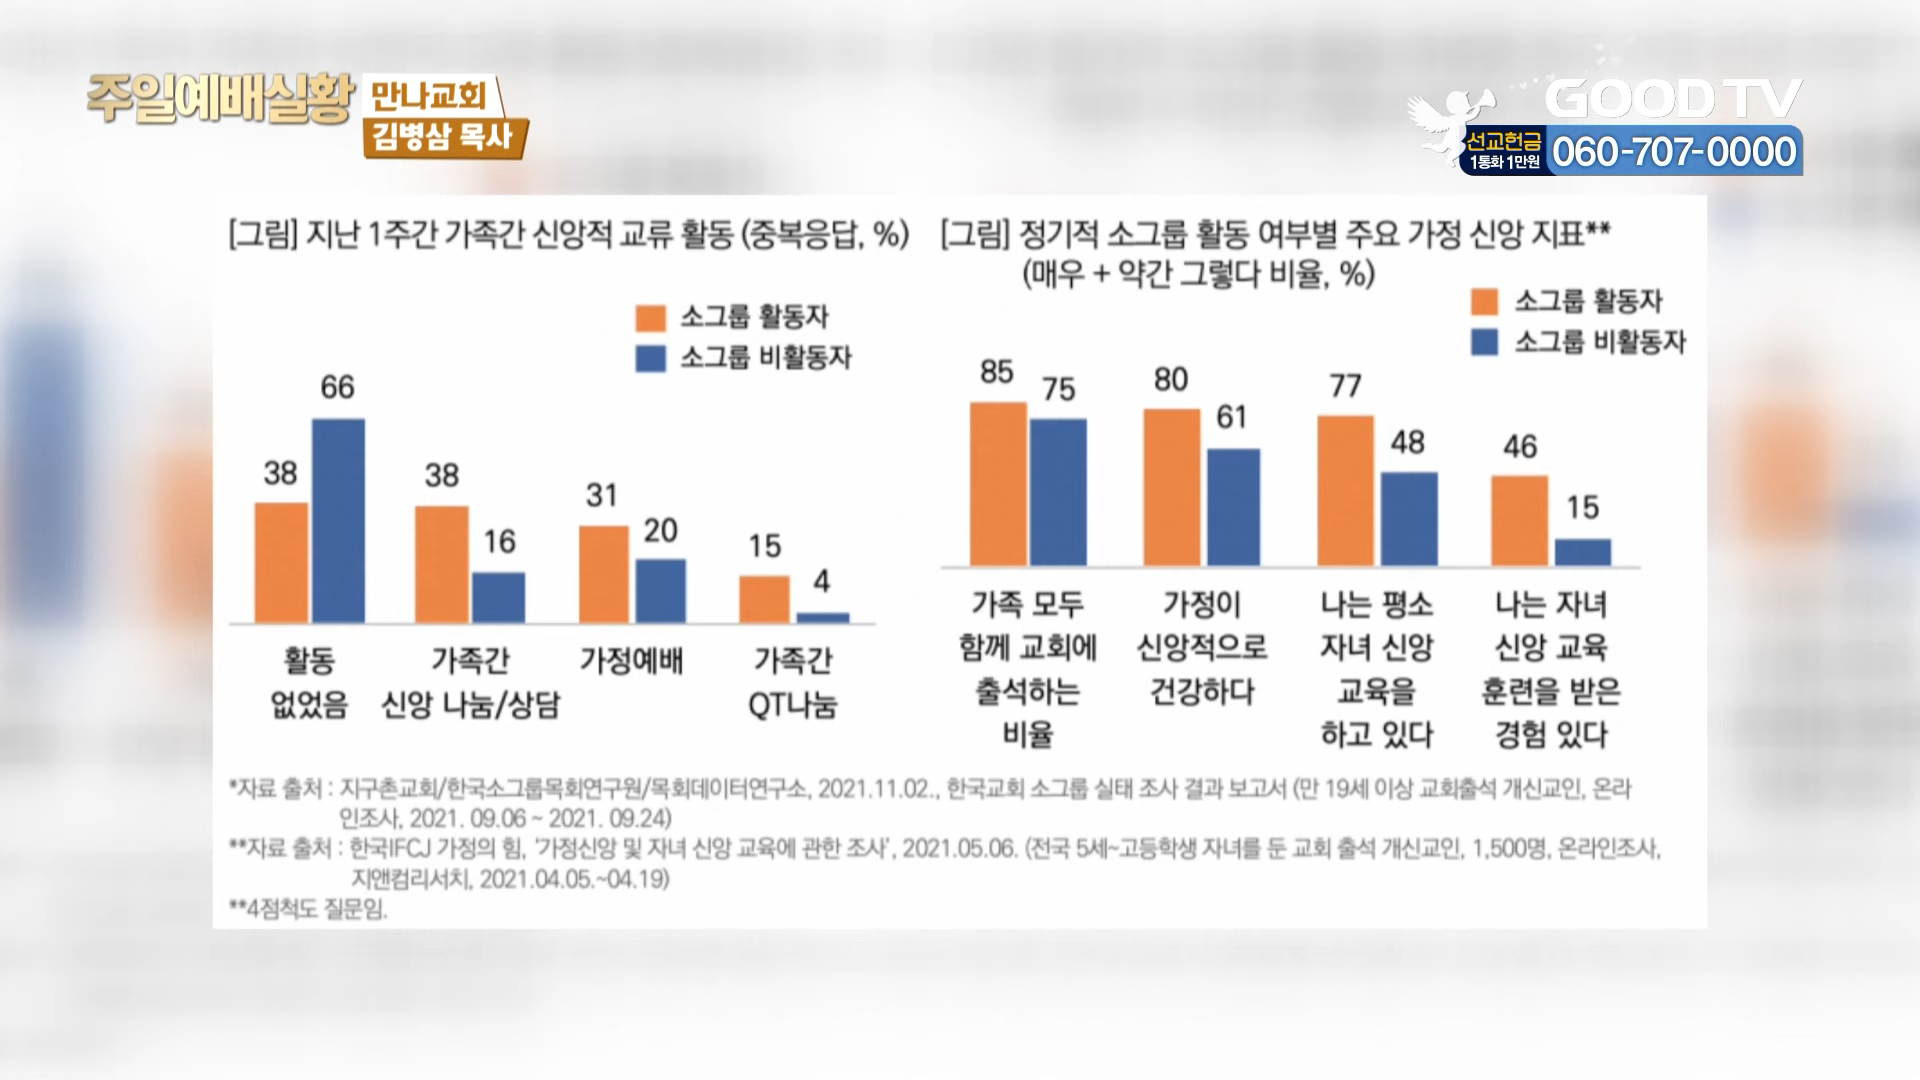 주일예배실황
만나교회
김병삼 목사
GOODTV
선교헌금
1통화 1만원
060-707-0000
[그림] 지난 1주간 가족간 신앙적 교류 활동 (중복응답, %)
소그룹 활동자
소그룹 비활동자
38
66
38
16
31
20
15
4
활동
없었음
가족간
신앙 나눔/상담
가정예배
가족간
QT나눔
[그림] 정기적 소그룹 활동 여부별 주요 가정 신앙 지표**
(매우 + 약간 그렇다 비율, %)
소그룹 활동자
소그룹 비활동자
85
75
80
61
77
48
46
15
가족 모두
함께 교회에
출석하는
비율
가정이
신앙적으로
건강하다
나는 평소
자녀 신앙
교육을
하고 있다
나는 자녀
신앙 교육
훈련을 받은
경험 있다
*자료 출처 : 지구촌교회/한국소그룹목회연구원/목회데이터연구소, 2021.11.02., 한국교회 소그룹 실태 조사 결과 보고서 (만 19세 이상 교회출석 개신교인, 온라
인조사, 2021. 09.06 ~ 2021. 09.24)
**자료 출처 : 한국IFCJ 가정의 힘, '가정신앙 및 자녀 신앙 교육에 관한 조사', 2021.05.06. (전국 5세~고등학생 자녀를 둔 교회 출석 개신교인, 1,500명, 온라인조사,
지앤컴리서치, 2021.04.05.~04.19)
**4점척도 질문임.